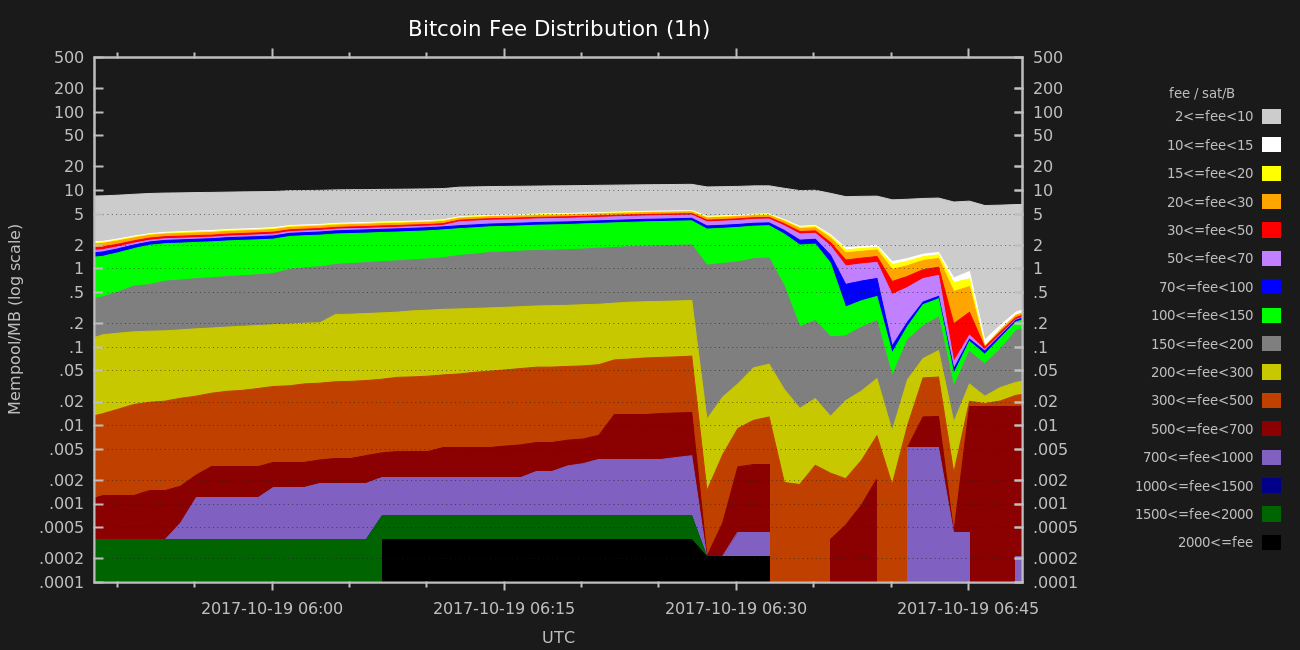 Bitcoin Fee Distribution (1h)
Mempool/MB (log scale)
500
200
100
50
20
10
5
2
1
.5
.2
.1
.05
.02
.01
.005
.002
.001
.0005
.0002
.0001
500
200
100
50
20
10
5
2
1
.5
.2
.1
.05
.02
.01
.005
.002
.001
.0005
.0002
.0001
2017-10-19 06:00
2017-10-19 06:15
2017-10-19 06:30
2017-10-19 06:45
UTC
fee / sat/B
2<=fee<10
10<=fee<15
15<=fee<20
20<=fee<30
30<=fee<50
50<=fee<70
70<=fee<100
100<=fee<150
150<=fee<200
200<=fee<300
300<=fee<500
500<=fee<700
700<=fee<1000
1000<=fee<1500
1500<=fee<2000
2000<=fee